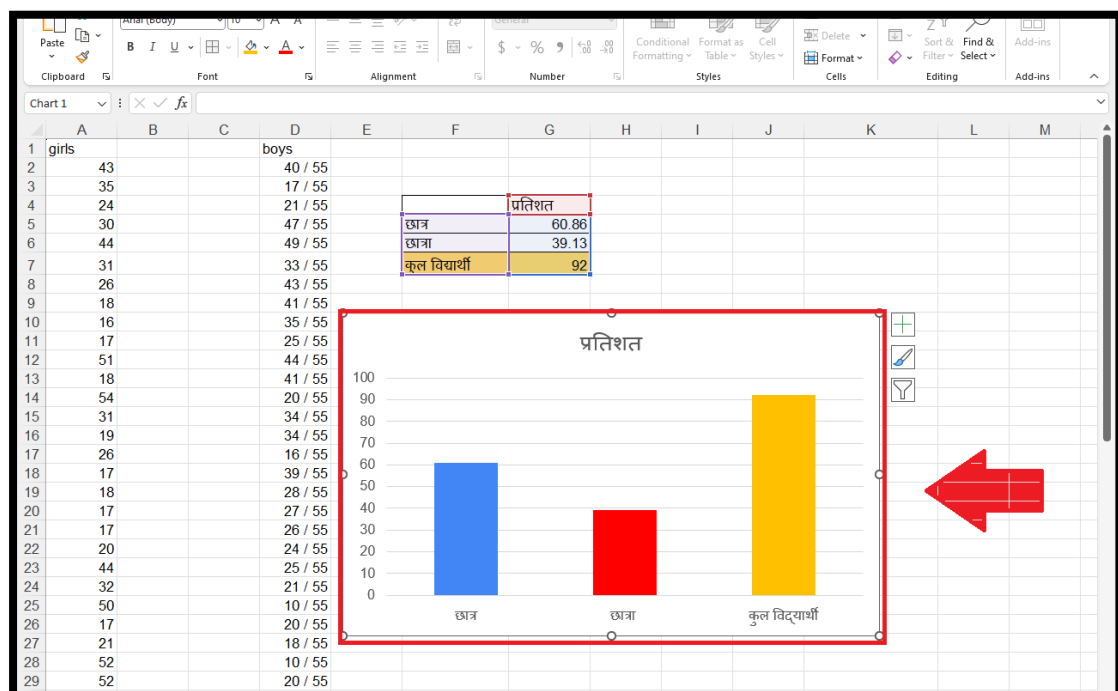 Arial (Body) 10 A A General Delete
Paste B I U A $ % 9 Conditional Format as Cell Sort & Find & Add-ins
Formatting Table Styles Format Filter Select
Clipboard Font Alignment Number Styles Cells Editing Add-ins
Chart 1 fx
A B C D E F G H I J K L M
1 girls boys
2 43 40 / 55
3 35 17 / 55
4 24 21 / 55 प्रतिशत
5 30 47 / 55 छात्र 60.86
6 44 49 / 55 छात्रा 39.13
7 31 33 / 55 कुल विद्यार्थी 92
8 26 43 / 55
9 18 41 / 55
10 16 35 / 55
11 17 25 / 55
12 51 44 / 55
13 18 41 / 55
14 54 20 / 55
15 31 34 / 55
16 19 34 / 55
17 26 16 / 55
18 17 39 / 55
19 18 28 / 55
20 17 27 / 55
21 17 26 / 55
22 20 24 / 55
23 44 25 / 55
24 32 21 / 55
25 50 10 / 55
26 17 20 / 55
27 21 18 / 55
28 52 10 / 55
29 52 20 / 55
प्रतिशत
100
90
80
70
60
50
40
30
20
10
0
छात्र छात्रा कुल विद्यार्थी